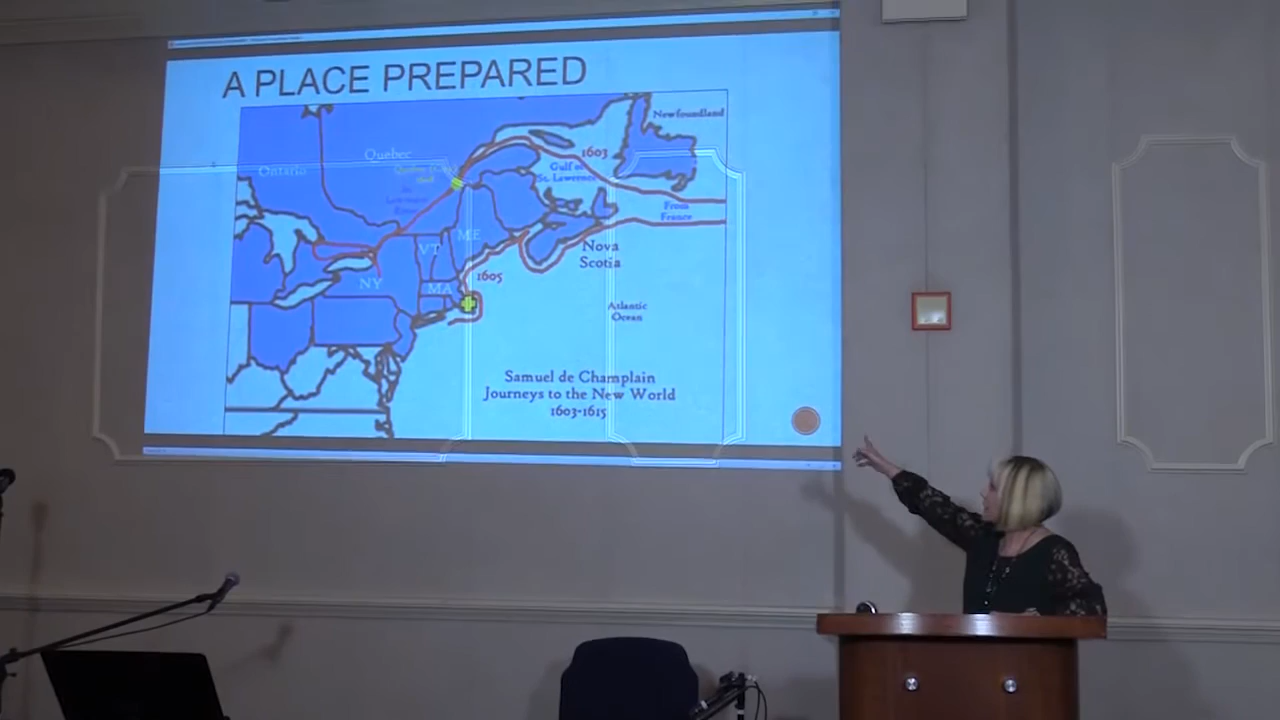 A PLACE PREPARED
Newfoundland
1603
Quebec
Ontario
Gulf of
St. Lawrence
From
France
ME
VT
Nova
Scotia
1605
NY
MA
Atlantic
Ocean
Samuel de Champlain
Journeys to the New World
1603-1615